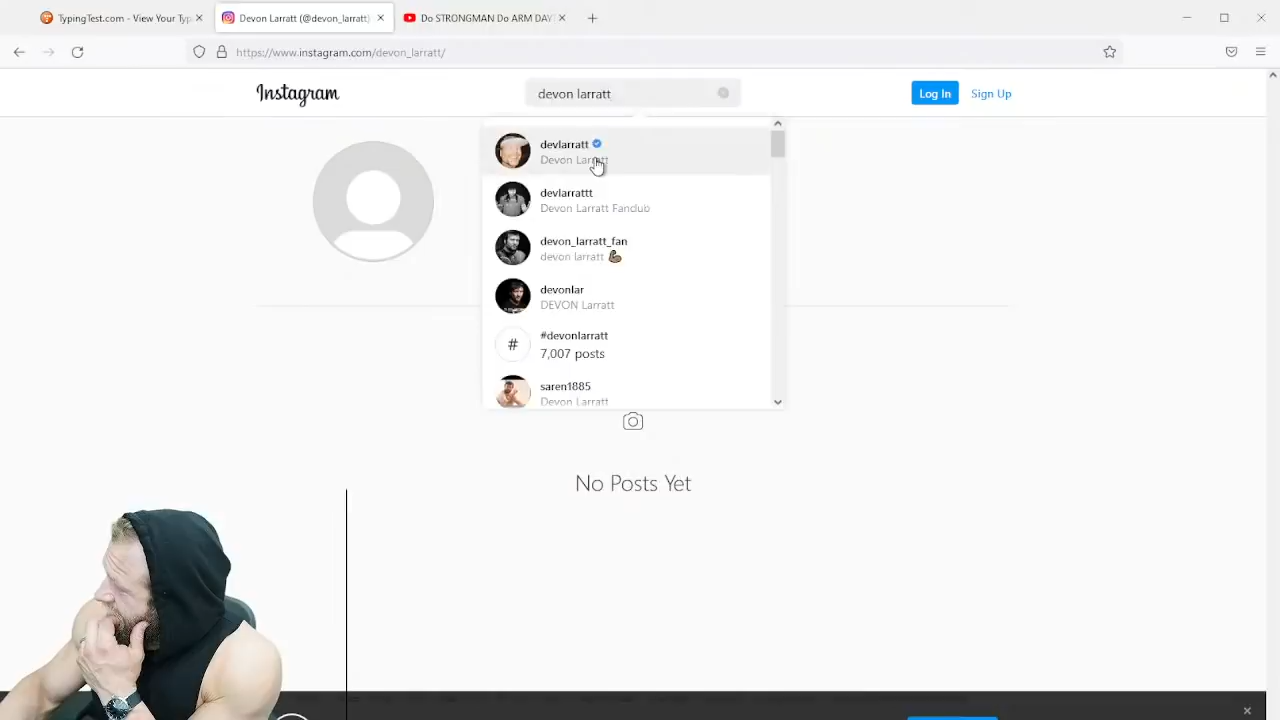 TypingTest.com - View Your Typ
Devon Larratt (@devon_larratt)
Do STRONGMAN Do ARM DAY
https://www.instagram.com/devon_larratt/
Instagram
devon larratt
Log In
Sign Up
devlarratt
Devon Larratt
devlarrattt
Devon Larratt Fanclub
devon_larratt_fan
devon larratt
devonlar
DEVON Larratt
#
#devonlarratt
7,007 posts
saren1885
Devon Larratt
No Posts Yet